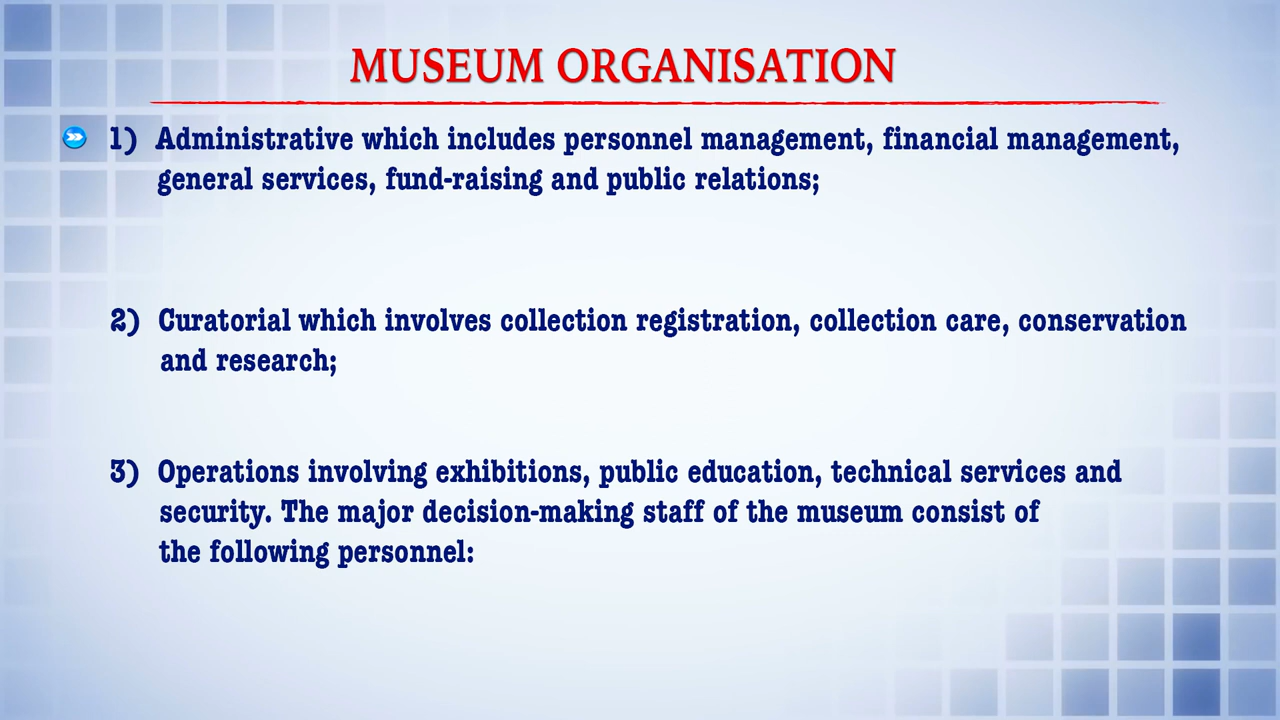 MUSEUM ORGANISATION
1) Administrative which includes personnel management, financial management,
general services, fund-raising and public relations;
2) Curatorial which involves collection registration, collection care, conservation
and research;
3) Operations involving exhibitions, public education, technical services and
security. The major decision-making staff of the museum consist of
the following personnel: